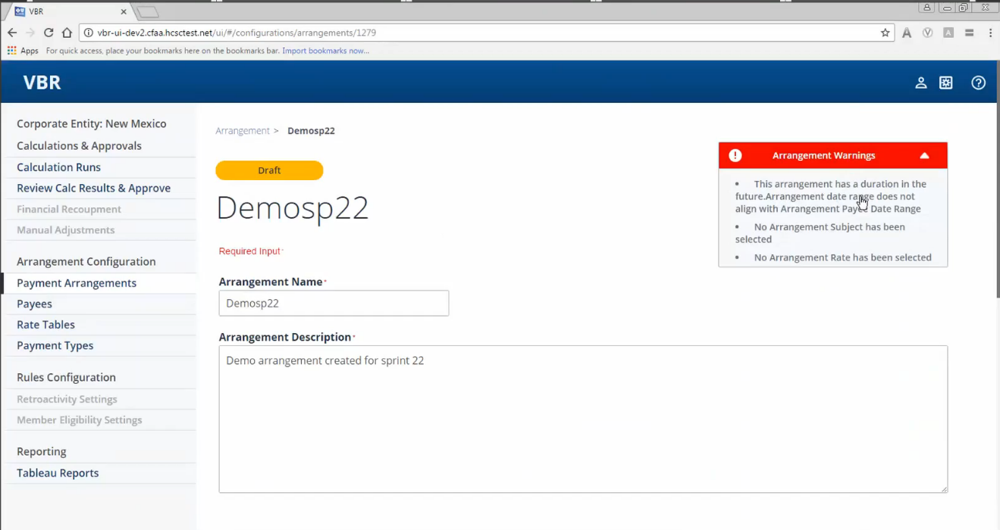 VBR
vbr-ui-dev2.cfaa.hcsctest.net/ui/#/configurations/arrangements/1279
Apps For quick access, place your bookmarks here on the bookmarks bar. Import bookmarks now...
VBR
Corporate Entity: New Mexico
Calculations & Approvals
Calculation Runs
Review Calc Results & Approve
Financial Recoupment
Manual Adjustments
Arrangement Configuration
Payment Arrangements
Payees
Rate Tables
Payment Types
Rules Configuration
Retroactivity Settings
Member Eligibility Settings
Reporting
Tableau Reports
Arrangement > Demosp22
Draft
Demosp22
Required Input*
Arrangement Name*
Demosp22
Arrangement Description*
Demo arrangement created for sprint 22
Arrangement Warnings
• This arrangement has a duration in the
future.Arrangement date range does not
align with Arrangement Payee Date Range
• No Arrangement Subject has been
selected
• No Arrangement Rate has been selected